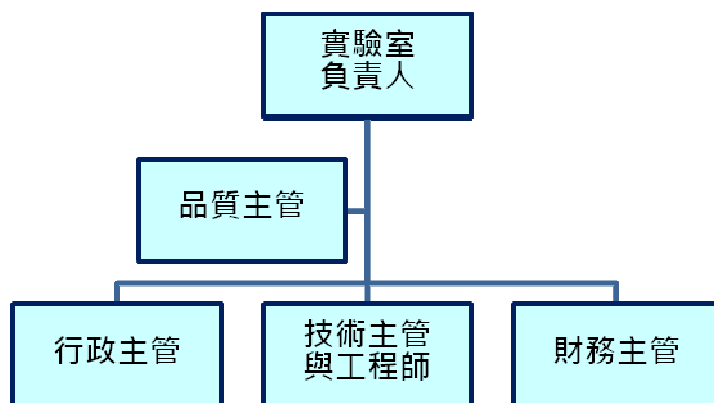 實驗室
負責人
品質主管
行政主管
技術主管
與工程師
財務主管